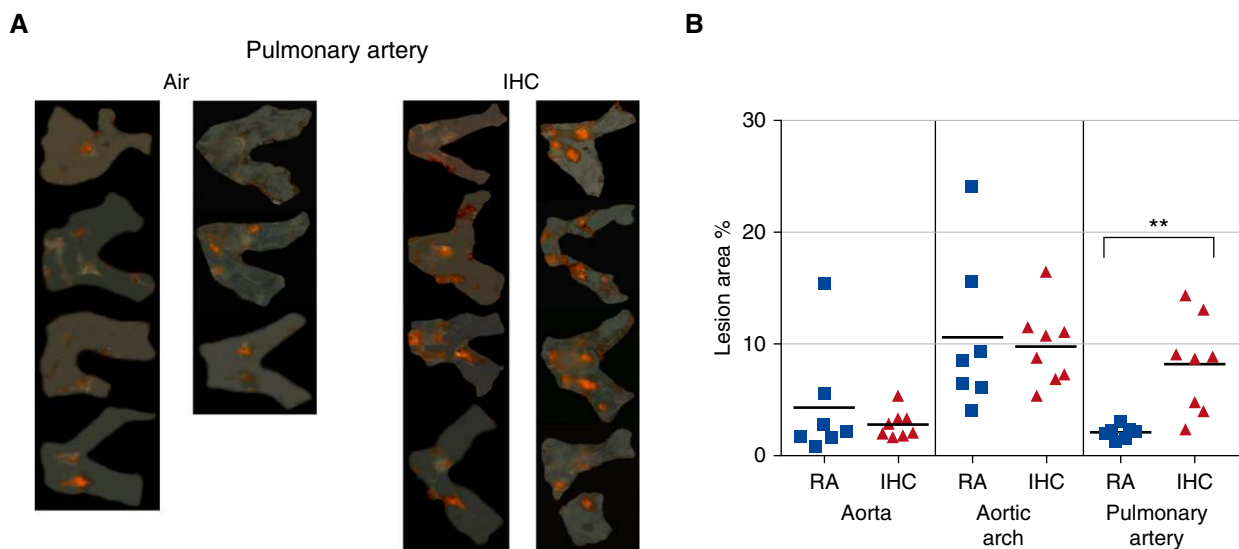 A
Pulmonary artery
Air
IHC
B
Lesion area %
30
20
10
0
**
RA
IHC
RA
IHC
RA
IHC
Aorta
Aortic
arch
Pulmonary
artery